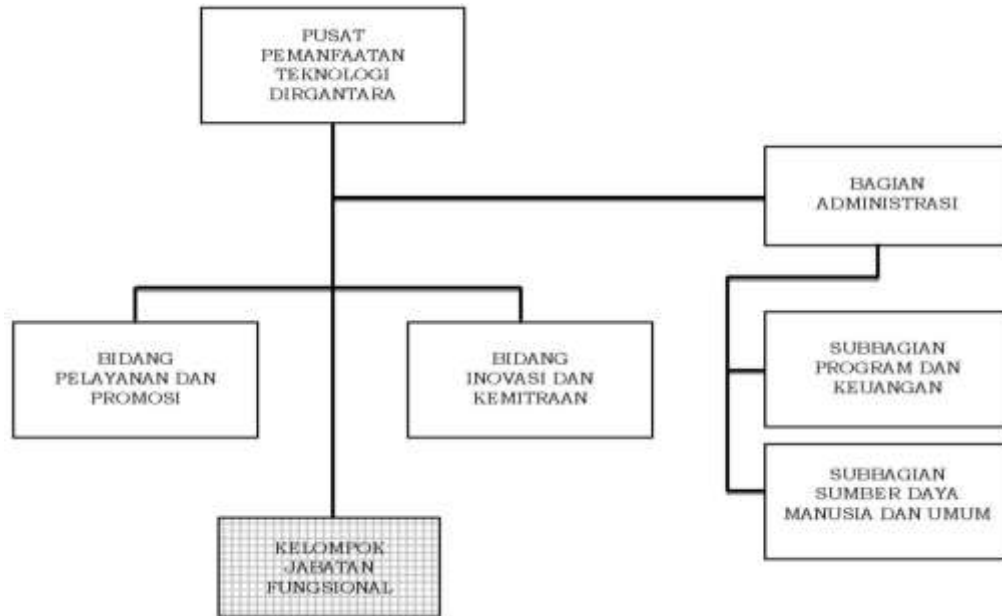 PUSAT
PEMANFAATAN
TEKNOLOGI
DIRGANTARA
BAGIAN
ADMINISTRASI
BIDANG
PELAYANAN DAN
PROMOSI
BIDANG
INOVASI DAN
KEMITRAAN
SUBBAGIAN
PROGRAM DAN
KEUANGAN
SUBBAGIAN
SUMBER DAYA
MANUSIA DAN UMUM
KELOMPOK
JABATAN
FUNGSIONAL